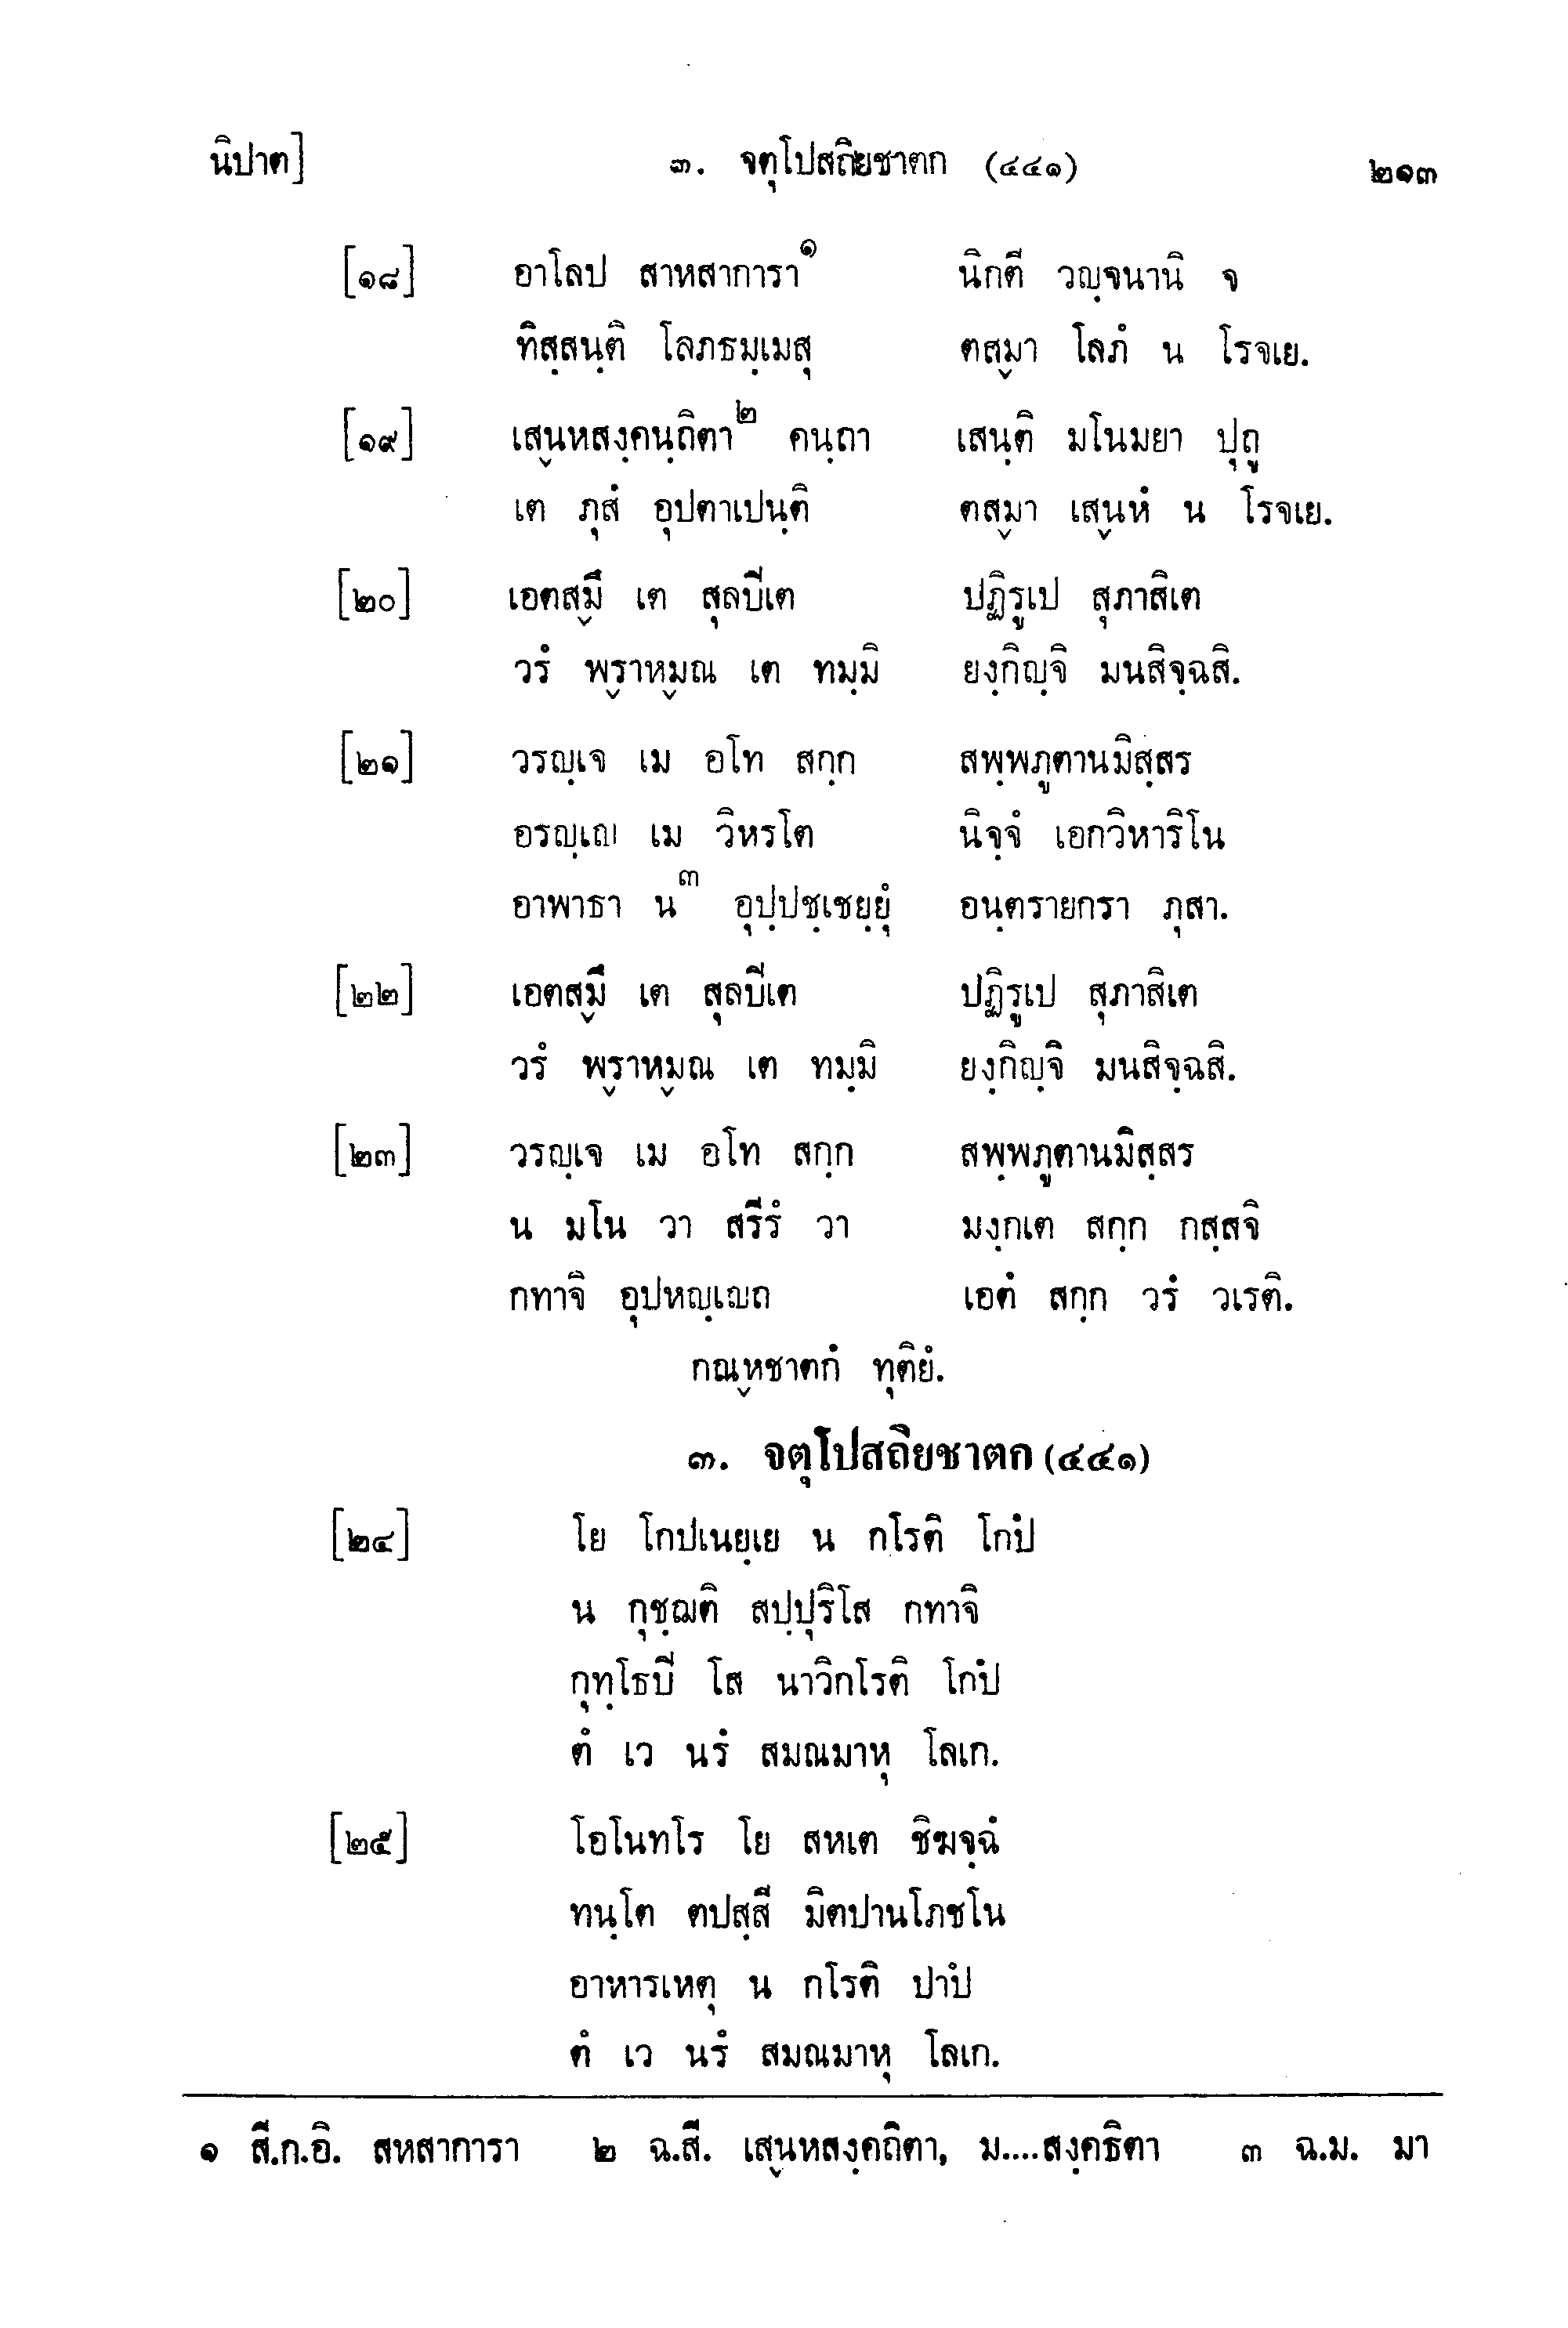 นิปาต] ๓. จตุโปสถิยชาตก (๔๔๑) ๒๑๓
[๑๘] อาโลป สาหสาการา๑ นิกตี วญฺจนานิ จ
ทิสฺสนฺติ โลภธมฺเมสุ ตสฺมา โลภํ น โรจเย.
[๑๙] เสฺนหสงฺคนฺถิตา๒ คนฺถา เสนฺติ มโนมยา ปุถู
เต ภุสํ อุปตาเปนฺติ ตสฺมา เสฺนหํ น โรจเย.
[๒๐] เอตสฺมึ เต สุลปิเต ปฏิรูเป สุภาสิเต
วรํ พฺราหฺมณ เต ทมฺมิ ยงฺกิญฺจิ มนสิจฺฉสิ.
[๒๑] วรญฺเจ เม อโท สกฺก สพฺพภูตานมิสฺสร
อรญฺเญ เม วิหรโต นิจฺจํ เอกวิหาริโน
อาพาธา น๓ อุปฺปชฺเชยฺยุํ อนฺตรายกรา ภุสา.
[๒๒] เอตสฺมึ เต สุลปิเต ปฏิรูเป สุภาสิเต
วรํ พฺราหฺมณ เต ทมฺมิ ยงฺกิญฺจิ มนสิจฺฉสิ.
[๒๓] วรญฺเจ เม อโท สกฺก สพฺพภูตานมิสฺสร
น มโน วา สรีรํ วา มงฺกเต สกฺก กสฺสจิ
กทาจิ อุปหญฺเญถ เอตํ สกฺก วรํ วเรติ.
กณฺหชาตกํ ทุติยํ.
๓. จตุโปสถิยชาตก (๔๔๑)
[๒๔] โย โกปเนยฺเย น กโรติ โกปํ
น กุชฺฌติ สปฺปุริโส กทาจิ
กุทฺโธปิ โส นาวิกโรติ โกปํ
ตํ เว นรํ สมณมาหุ โลเก.
[๒๕] โอโนทโร โย สหเต ชิฆจฺฉํ
ทนฺโต ตปสฺสี มิตปานโภชโน
อาหารเหตุ น กโรติ ปาปํ
ตํ เว นรํ สมณมาหุ โลเก.
๑ สี.ก.อิ. สหสาการา ๒ ฉ.สี. เสฺนหสงฺคถิตา, ม....สงฺคธิตา ๓ ฉ.ม. มา